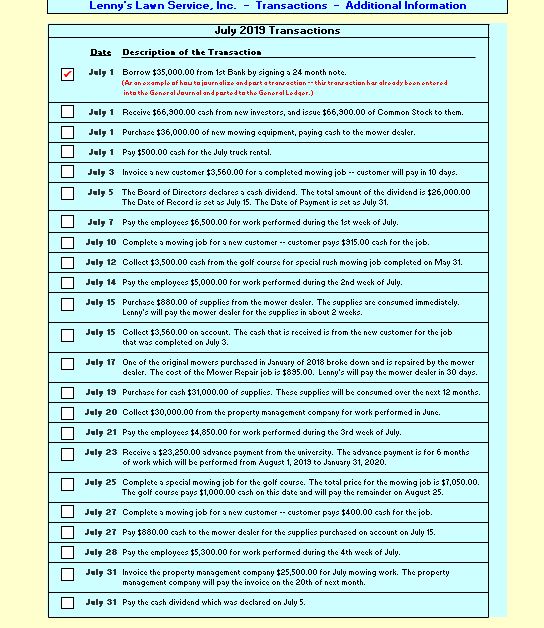 Lenny's Lawn Service, Inc. - Transactions - Additional Information
July 2019 Transactions
Date Description of the Transaction
July 1 Borrow $35,000.00 from 1st Bank by signing a 24 month note.
(As an example of how to journalize and post a transaction -- this transaction has already been entered
into the General Journal and posted to the General Ledger.)
July 1 Receive $66,900.00 cash from new investors, and issue $66,900.00 of Common Stock to them.
July 1 Purchase $36,000.00 of new mowing equipment, paying cash to the mower dealer.
July 1 Pay $500.00 cash for the July truck rental.
July 3 Invoice a new customer $3,560.00 for a completed mowing job -- customer will pay in 10 days.
July 5 The Board of Directors declares a cash dividend. The total amount of the dividend is $26,000.00
The Date of Record is set as July 15. The Date of Payment is set as July 31.
July 7 Pay the employees $6,500.00 for work performed during the 1st week of July.
July 10 Complete a mowing job for a new customer -- customer pays $915.00 cash for the job.
July 12 Collect $3,500.00 cash from the golf course for special rush mowing job completed on May 31.
July 14 Pay the employees $5,000.00 for work performed during the 2nd week of July.
July 15 Purchase $880.00 of supplies from the mower dealer. The supplies are consumed immediately.
Lenny's will pay the mower dealer for the supplies in about 2 weeks.
July 15 Collect $3,560.00 on account. The cash that is received is from the new customer for the job
that was completed on July 3.
July 17 One of the original mowers purchased in January of 2018 broke down and is repaired by the mower
dealer. The cost of the Mower Repair job is $895.00. Lenny's will pay the mower dealer in 30 days.
July 19 Purchase for cash $31,000.00 of supplies. These supplies will be consumed over the next 12 months.
July 20 Collect $30,000.00 from the property management company for work performed in June.
July 21 Pay the employees $4,850.00 for work performed during the 3rd week of July.
July 23 Receive a $23,250.00 advance payment from the university. The advance payment is for 6 months
of work which will be performed from August 1, 2019 to January 31, 2020.
July 25 Complete a special mowing job for the golf course. The total price for the mowing job is $7,050.00.
The golf course pays $1,000.00 cash on this date and will pay the remainder on August 25.
July 27 Complete a mowing job for a new customer -- customer pays $400.00 cash for the job.
July 27 Pay $880.00 cash to the mower dealer for the supplies purchased on account on July 15.
July 28 Pay the employees $5,300.00 for work performed during the 4th week of July.
July 31 Invoice the property management company $25,500.00 for July mowing work. The property
management company will pay the invoice on the 20th of next month.
July 31 Pay the cash dividend which was declared on July 5.